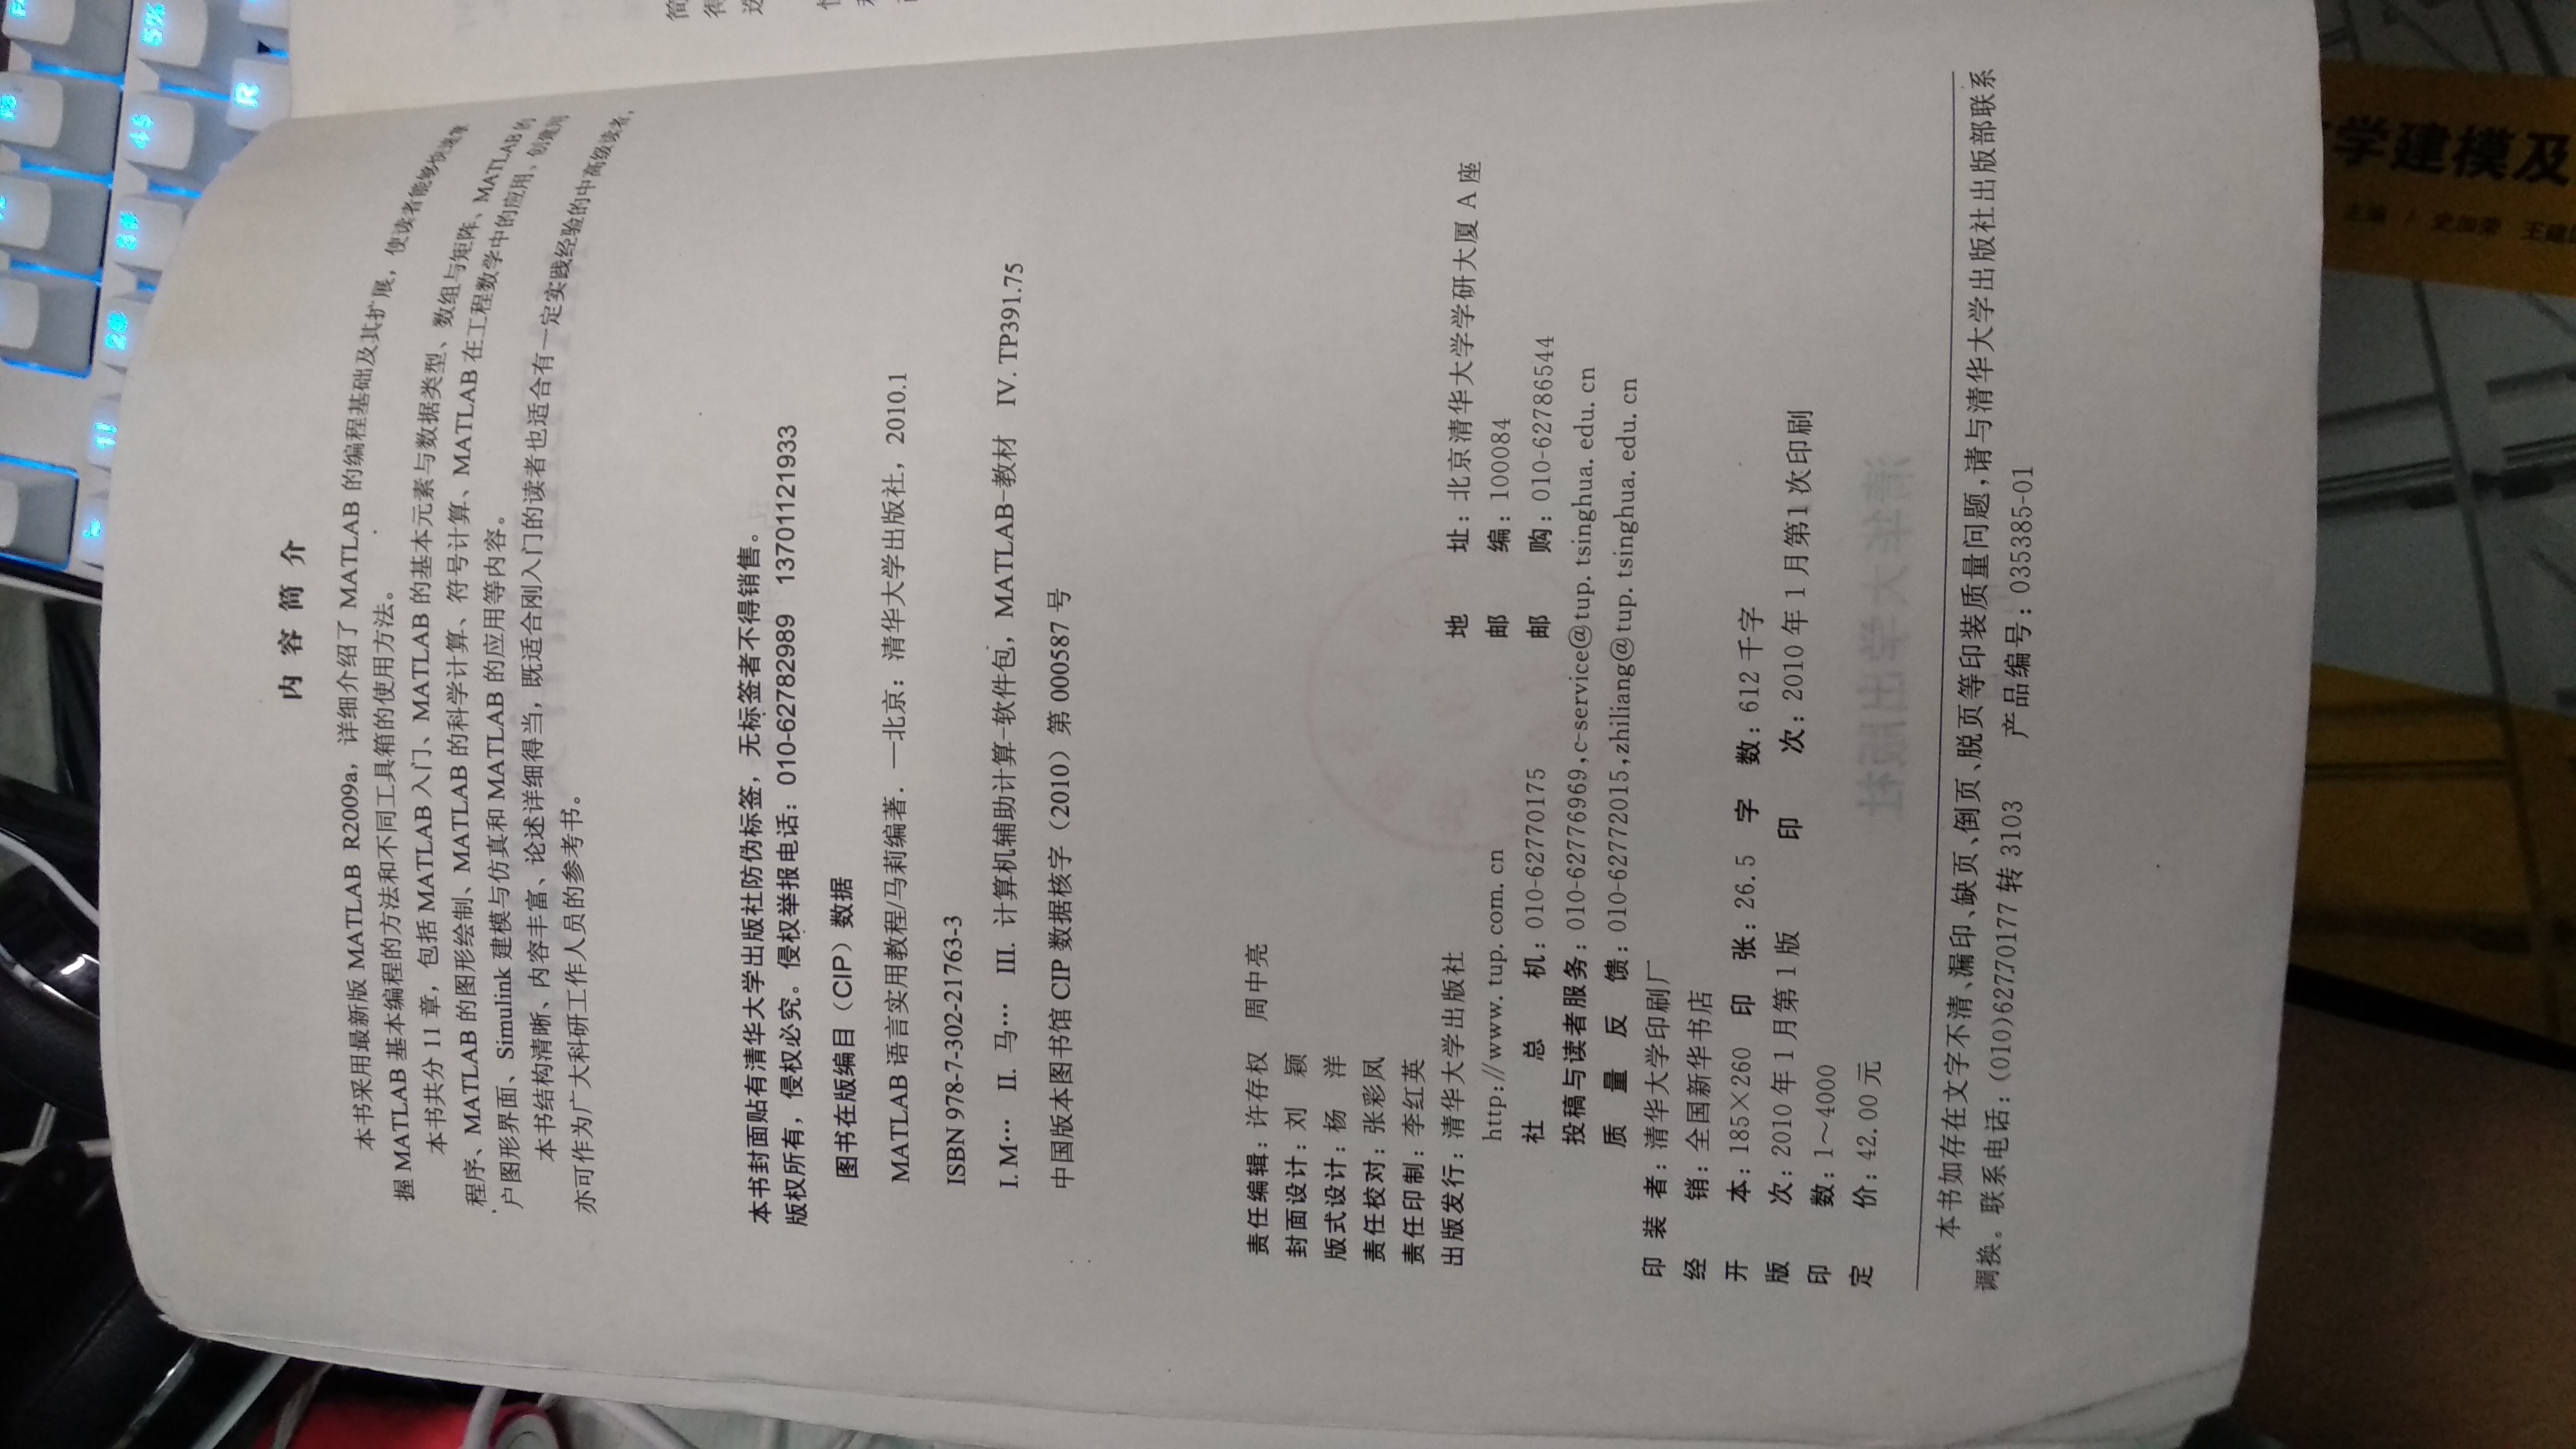 内 容 简 介
本书采用最新版 MATLAB R2009a，详细介绍了 MATLAB 的编程基础及其扩展，使读者能够快速掌
握 MATLAB 基本编程的方法和不同工具箱的使用方法。
本书共分 11 章，包括 MATLAB 入门、MATLAB 的基本元素与数据类型、数组与矩阵、MATLAB
程序、MATLAB 的图形绘制、MATLAB 的科学计算、符号计算、MATLAB 在工程数学中的应用、创建用
户图形界面、Simulink 建模与仿真和 MATLAB 的应用等内容。
本书结构清晰、内容丰富、论述详细得当，既适合刚入门的读者也适合有一定实践经验的中高级读者，
亦可作为广大科研工作人员的参考书。
本书封面贴有清华大学出版社防伪标签，无标签者不得销售。
版权所有，侵权必究。侵权举报电话：010-62782989 13701121933
图书在版编目（CIP）数据
MATLAB 语言实用教程/马莉编著．—北京：清华大学出版社，2010.1
ISBN 978-7-302-21763-3
I. M… II. 马… III. 计算机辅助计算-软件包，MATLAB-教材 IV. TP391.75
中国版本图书馆 CIP 数据核字（2010）第 000587 号
责任编辑：许存权 周中亮
封面设计：刘 颖
版式设计：杨 洋
责任校对：张彩凤
责任印制：李红英
出版发行：清华大学出版社 地 址：北京清华大学学研大厦 A 座
http://www.tup.com.cn 邮 编：100084
社 总 机：010-62770175 邮 购：010-62786544
投稿与读者服务：010-62776969,c-service@tup.tsinghua.edu.cn
质 量 反 馈：010-62772015,zhiliang@tup.tsinghua.edu.cn
印 装 者：清华大学印刷厂
经 销：全国新华书店
开 本：185×260 印 张：26.5 字 数：612 千字
版 次：2010 年 1 月第 1 版 印 次：2010 年 1 月第 1 次印刷
印 数：1～4000
定 价：42.00 元
本书如存在文字不清、漏印、缺页、倒页、脱页等印装质量问题,请与清华大学出版社出版部联系
调换。联系电话：(010)62770177 转 3103 产品编号：035385-01
学建模及